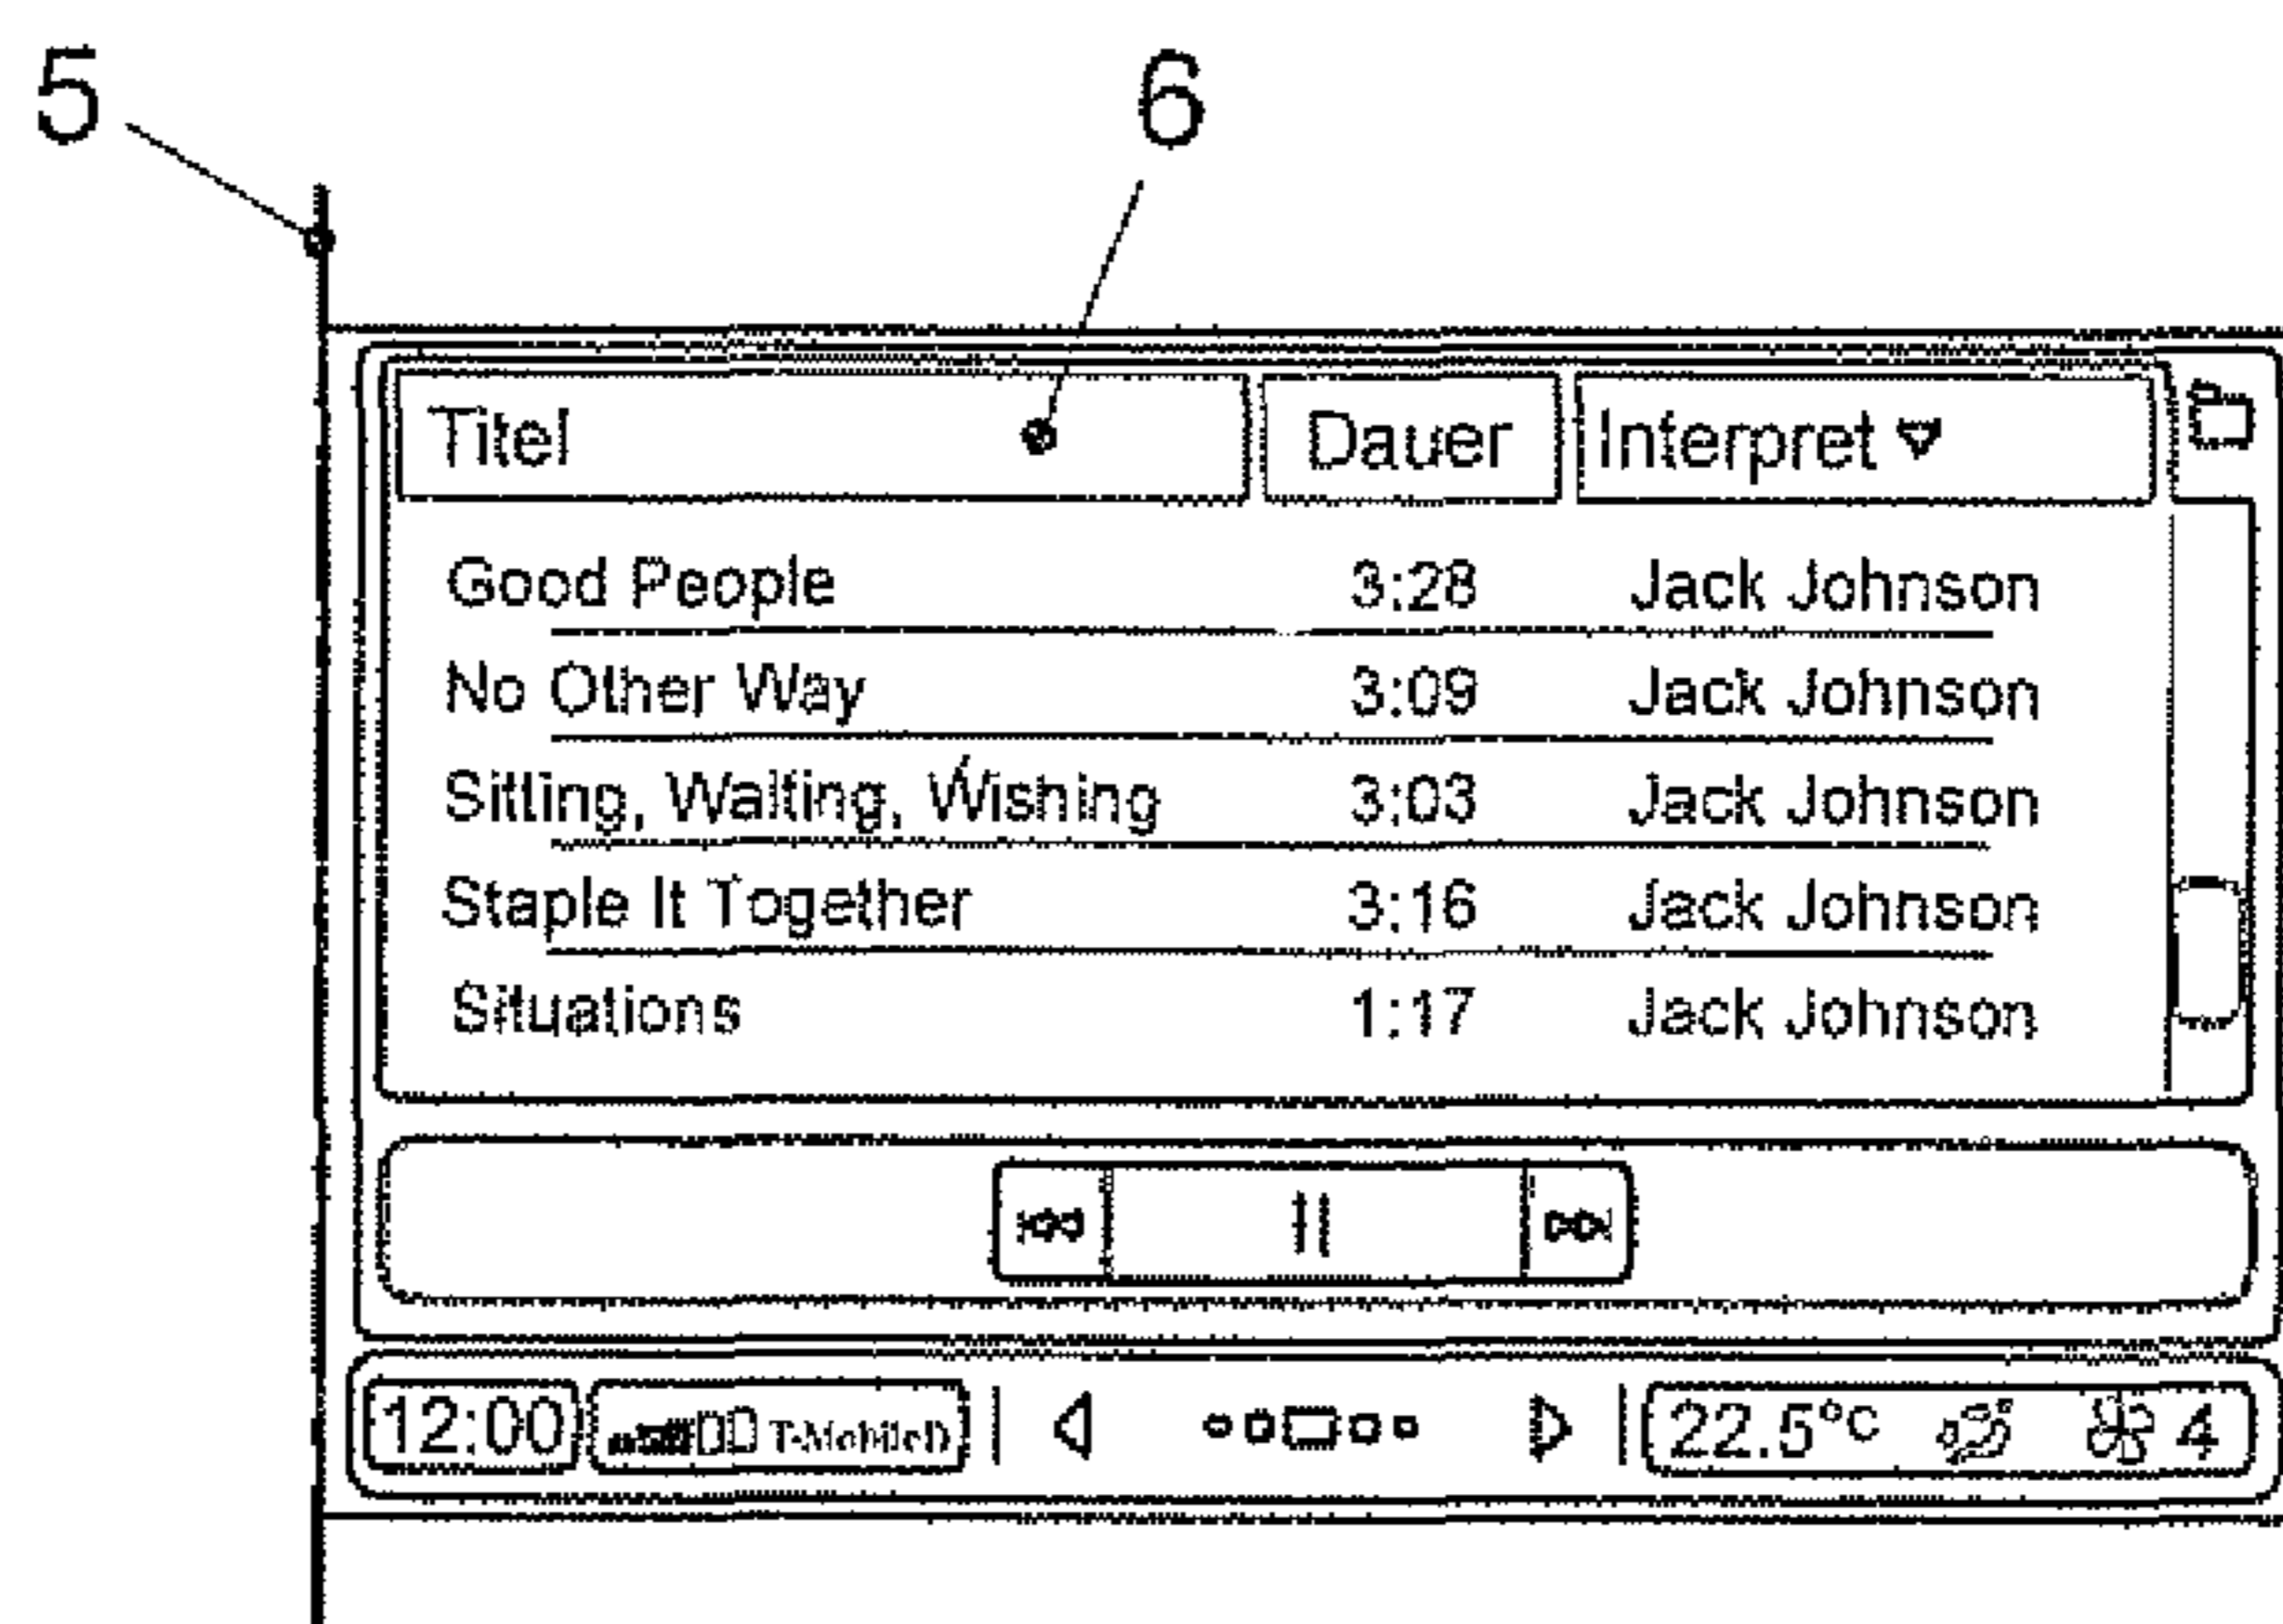 5 6
Titel Dauer Interpret
Good People 3:28 Jack Johnson
No Other Way 3:09 Jack Johnson
Sitting, Waiting, Wishing 3:03 Jack Johnson
Staple It Together 3:16 Jack Johnson
Situations 1:17 Jack Johnson
12:00 T-MobileD 22.5°C 4